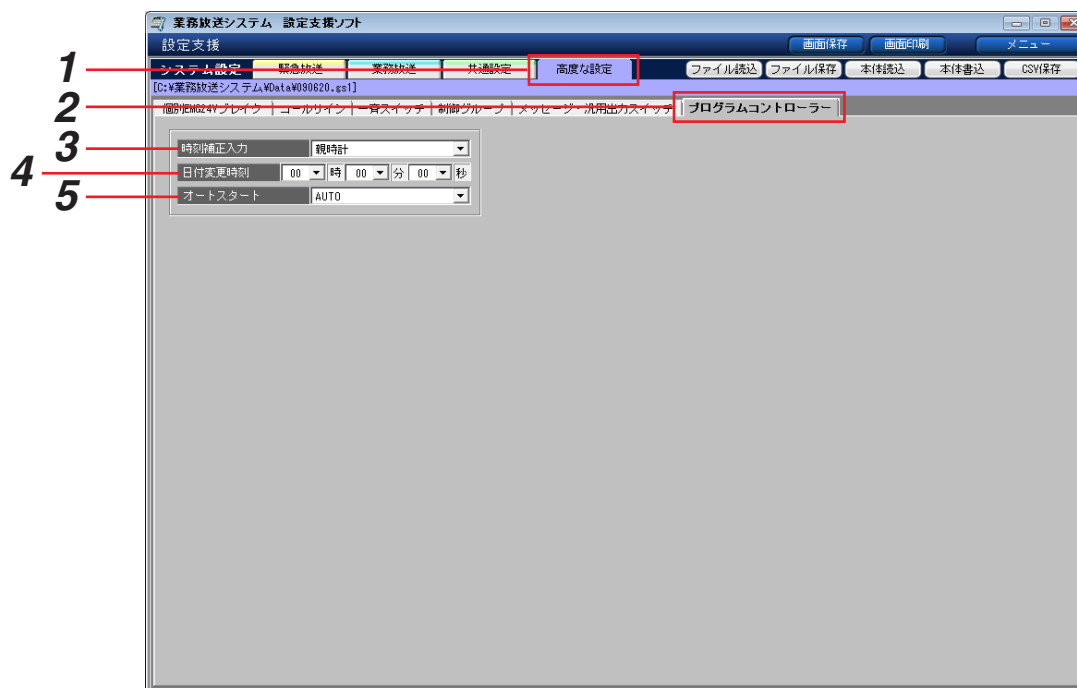 業務放送システム 設定支援ソフト
設定支援 画面保存 画面印刷 メニュー
1 システム設定 緊急放送 業務放送 共通設定 高度な設定 ファイル読込 ファイル保存 本体読込 本体書込 CSV保存
[C:¥業務放送システム¥Data¥090620.gs1]
2 個別EMG24Vブレイク コールサイン 一斉スイッチ 制御グループ メッセージ・汎用出力スイッチ プログラムコントローラー
3 時刻補正入力 親時計
4 日付変更時刻 00 時 00 分 00 秒
5 オートスタート AUTO